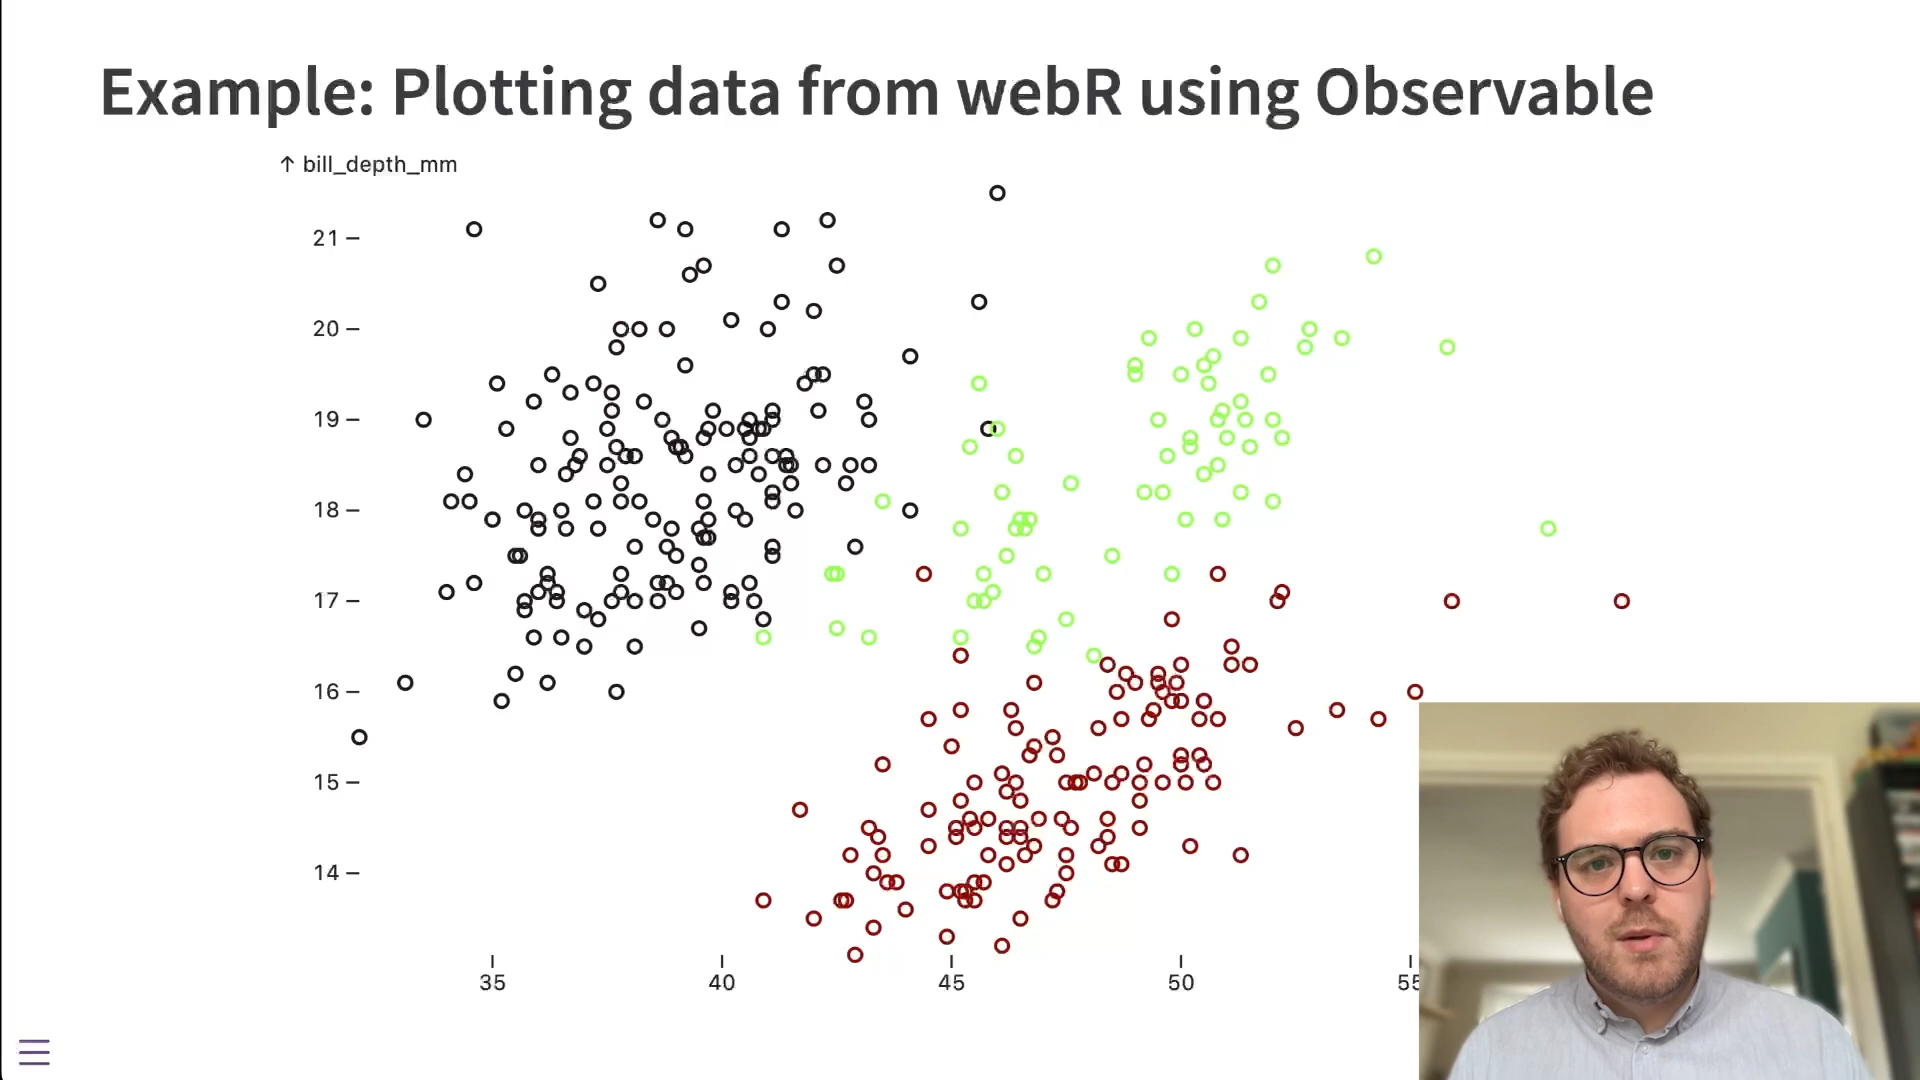 Example: Plotting data from webR using Observable
↑ bill_depth_mm
21
20
19
18
17
16
15
14
35 40 45 50 55